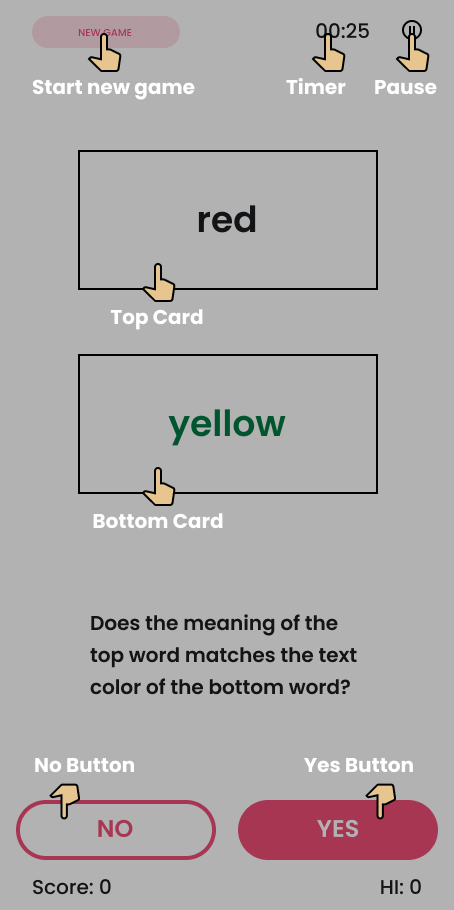 NEW GAME
00:25
Start new game
Timer
Pause
red
Top Card
yellow
Bottom Card
Does the meaning of the
top word matches the text
color of the bottom word?
No Button
Yes Button
NO
YES
Score: 0
HI: 0